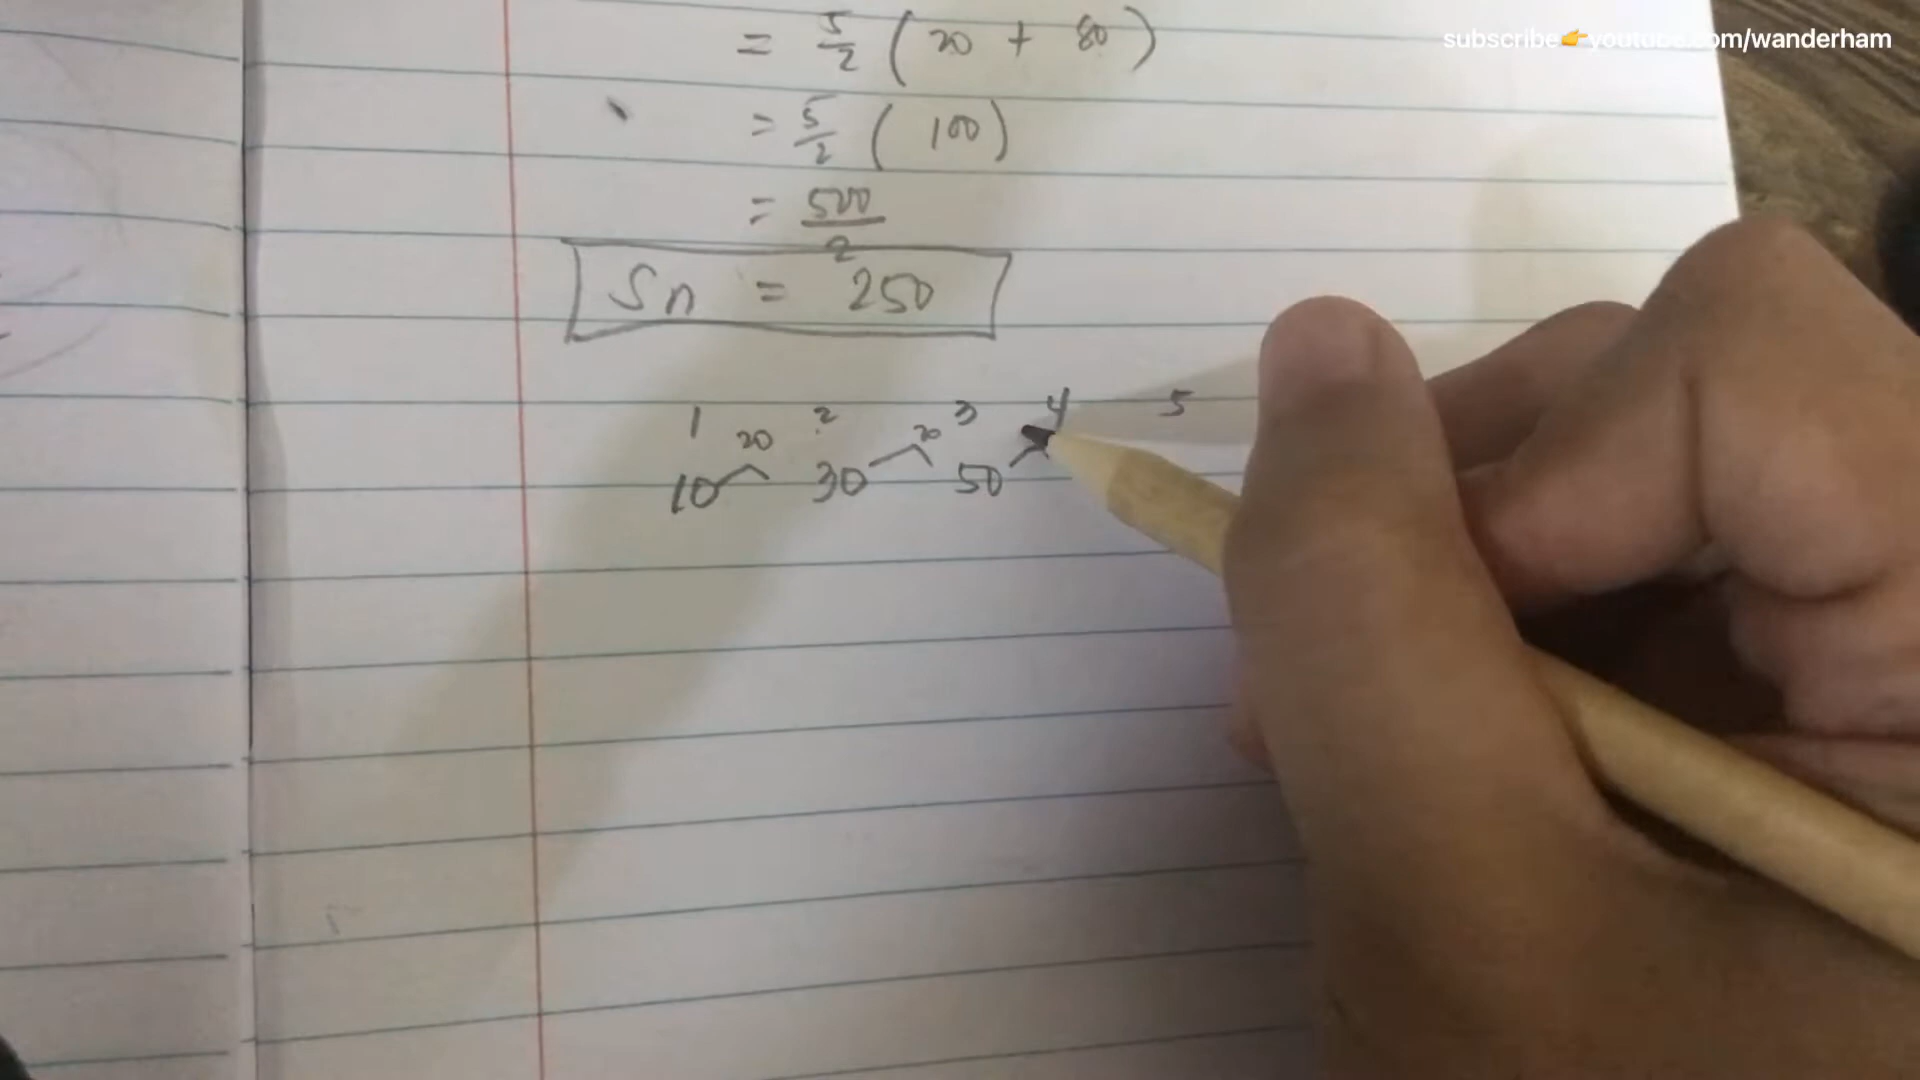 subscribe👉youtube.com/wanderham
= 5/2 ( 20 + 80 )
= 5/2 ( 100 )
= 500/2
Sn = 250
1 2 3 4 5
20 20
10 30 50